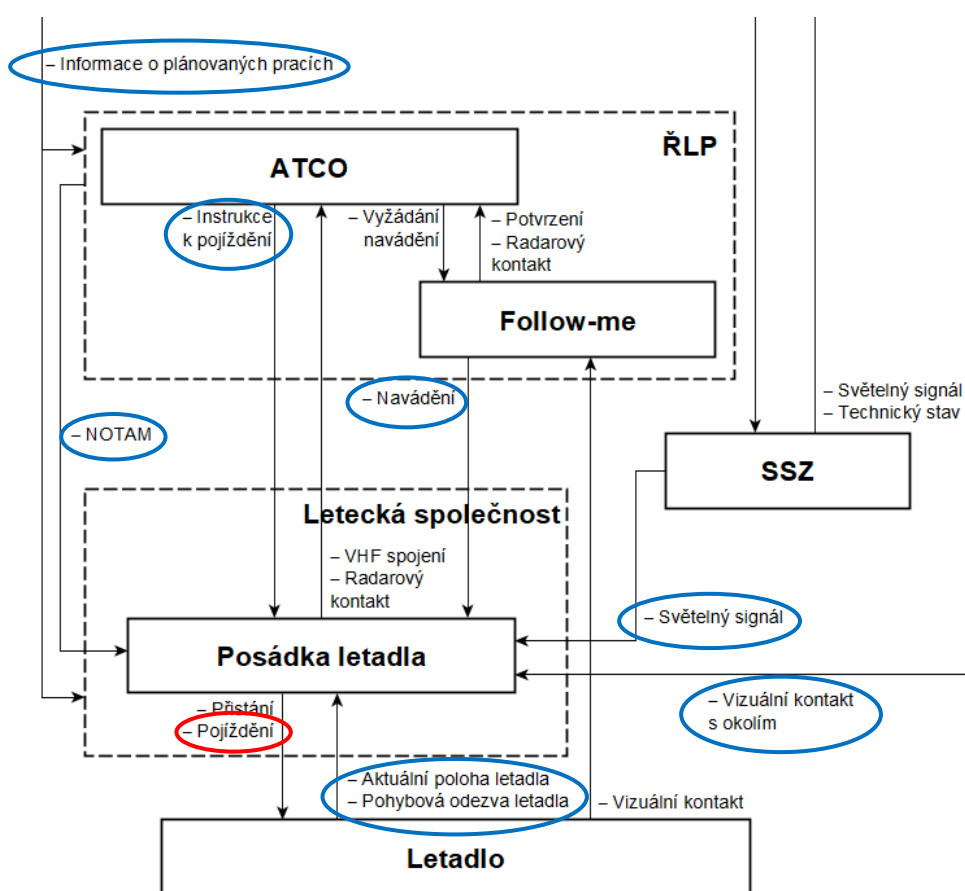 – Informace o plánovaných pracích
ŘLP
ATCO
– Instrukce
k pojíždění
– Vyžádání
navádění
– Potvrzení
– Radarový
kontakt
Follow-me
– Světelný signál
– Technický stav
– Navádění
– NOTAM
SSZ
Letecká společnost
– VHF spojení
– Radarový
kontakt
– Světelný signál
Posádka letadla
– Přistání
– Pojíždění
– Vizuální kontakt
s okolím
– Aktuální poloha letadla
– Pohybová odezva letadla
– Vizuální kontakt
Letadlo